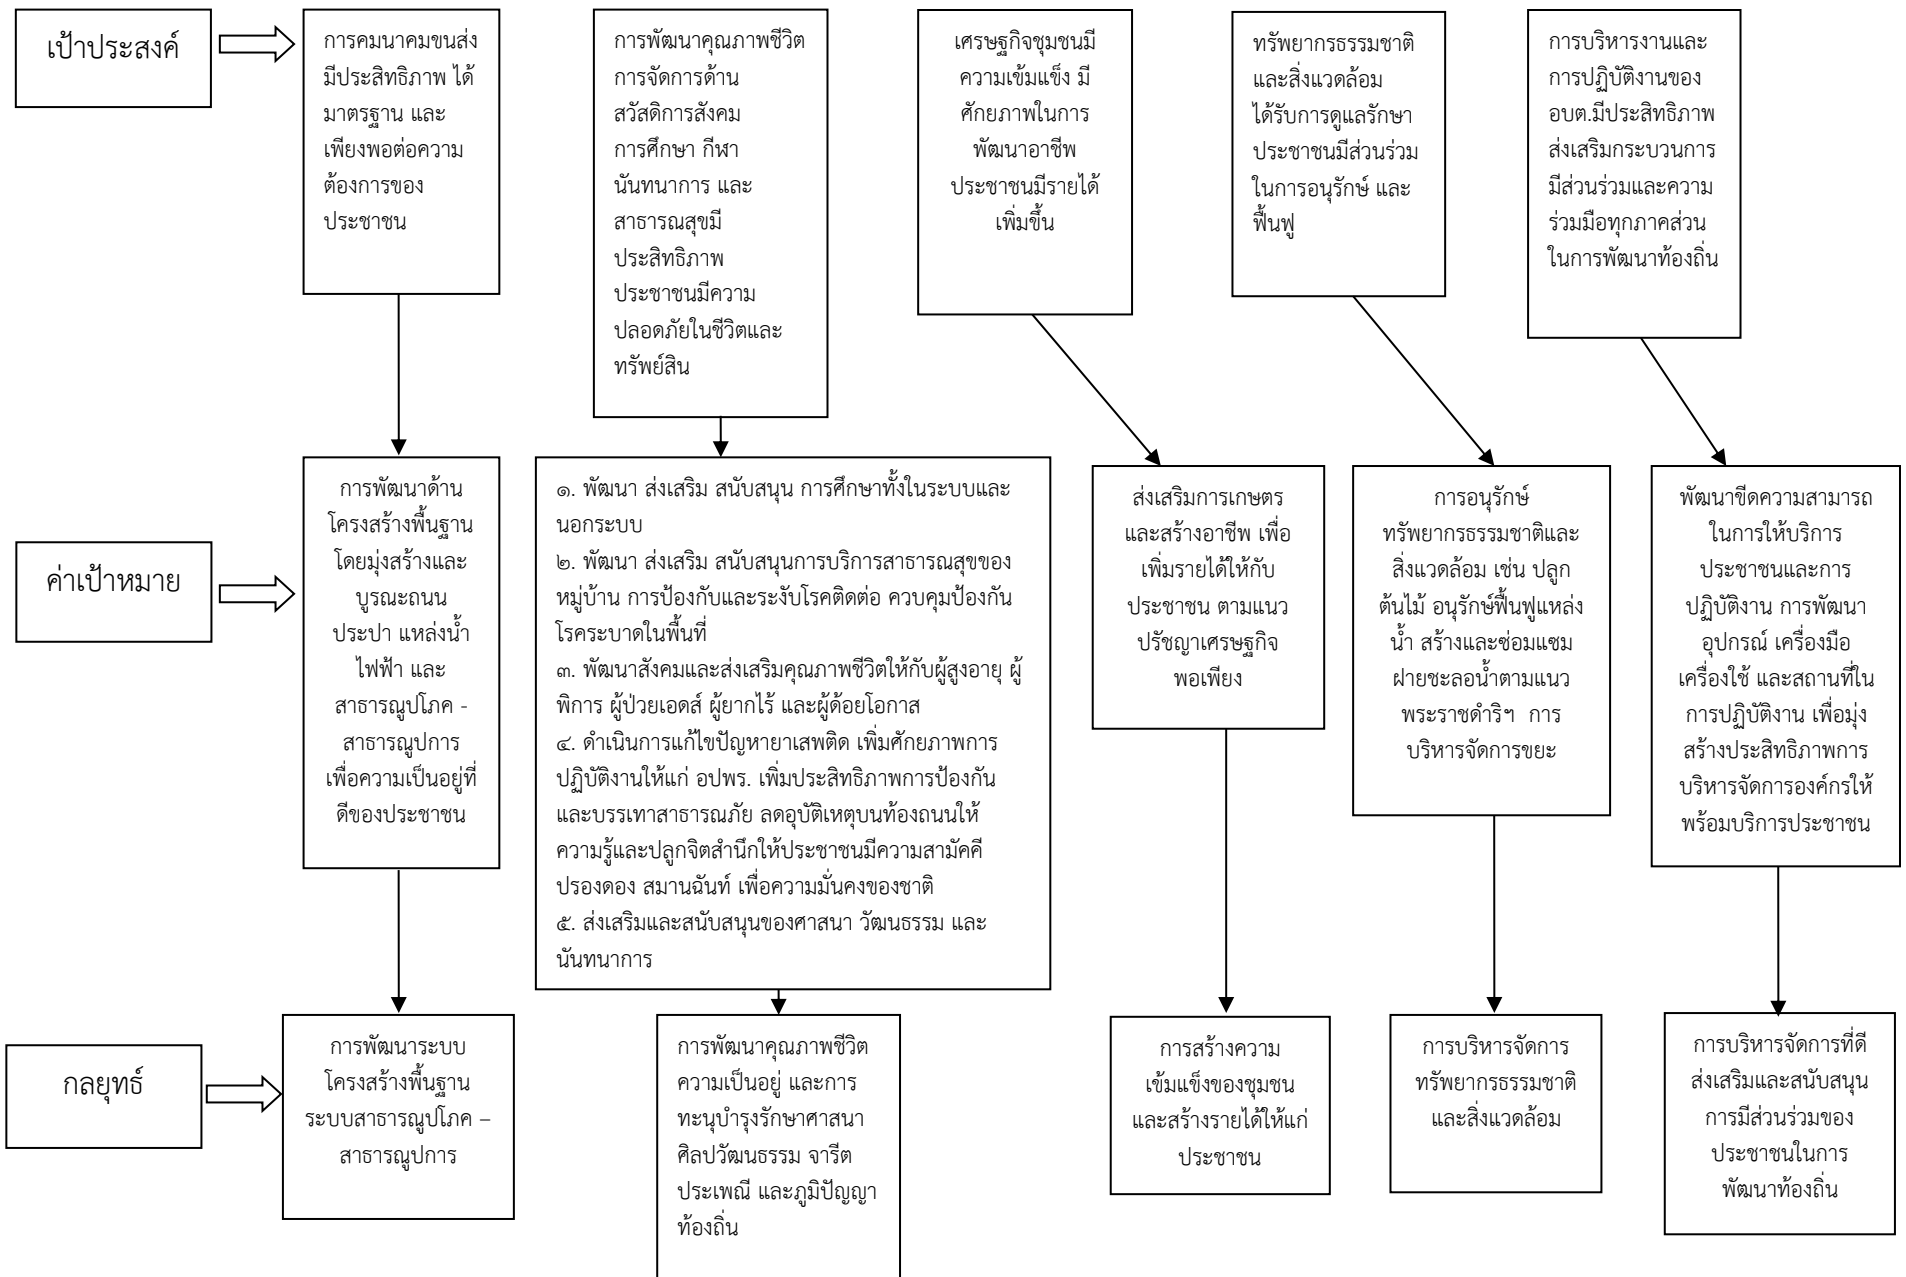 เป้าประสงค์
การคมนาคมขนส่ง
มีประสิทธิภาพ ได้
มาตรฐาน และ
เพียงพอต่อความ
ต้องการของ
ประชาชน
การพัฒนาคุณภาพชีวิต
การจัดการด้าน
สวัสดิการสังคม
การศึกษา กีฬา
นันทนาการ และ
สาธารณสุขมี
ประสิทธิภาพ
ประชาชนมีความ
ปลอดภัยในชีวิตและ
ทรัพย์สิน
เศรษฐกิจชุมชนมี
ความเข้มแข็ง มี
ศักยภาพในการ
พัฒนาอาชีพ
ประชาชนมีรายได้
เพิ่มขึ้น
ทรัพยากรธรรมชาติ
และสิ่งแวดล้อม
ได้รับการดูแลรักษา
ประชาชนมีส่วนร่วม
ในการอนุรักษ์ และ
ฟื้นฟู
การบริหารงานและ
การปฏิบัติงานของ
อบต.มีประสิทธิภาพ
ส่งเสริมกระบวนการ
มีส่วนร่วมและความ
ร่วมมือทุกภาคส่วน
ในการพัฒนาท้องถิ่น
ค่าเป้าหมาย
การพัฒนาด้าน
โครงสร้างพื้นฐาน
โดยมุ่งสร้างและ
บูรณะถนน
ประปา แหล่งน้ำ
ไฟฟ้า และ
สาธารณูปโภค -
สาธารณูปการ
เพื่อความเป็นอยู่ที่
ดีของประชาชน
๑. พัฒนา ส่งเสริม สนับสนุน การศึกษาทั้งในระบบและ
นอกระบบ
๒. พัฒนา ส่งเสริม สนับสนุนการบริการสาธารณสุขของ
หมู่บ้าน การป้องกับและระงับโรคติดต่อ ควบคุมป้องกัน
โรคระบาดในพื้นที่
๓. พัฒนาสังคมและส่งเสริมคุณภาพชีวิตให้กับผู้สูงอายุ ผู้
พิการ ผู้ป่วยเอดส์ ผู้ยากไร้ และผู้ด้อยโอกาส
๔. ดำเนินการแก้ไขปัญหายาเสพติด เพิ่มศักยภาพการ
ปฏิบัติงานให้แก่ อปพร. เพิ่มประสิทธิภาพการป้องกัน
และบรรเทาสาธารณภัย ลดอุบัติเหตุบนท้องถนนให้
ความรู้และปลูกจิตสำนึกให้ประชาชนมีความสามัคคี
ปรองดอง สมานฉันท์ เพื่อความมั่นคงของชาติ
๕. ส่งเสริมและสนับสนุนของศาสนา วัฒนธรรม และ
นันทนาการ
ส่งเสริมการเกษตร
และสร้างอาชีพ เพื่อ
เพิ่มรายได้ให้กับ
ประชาชน ตามแนว
ปรัชญาเศรษฐกิจ
พอเพียง
การอนุรักษ์
ทรัพยากรธรรมชาติและ
สิ่งแวดล้อม เช่น ปลูก
ต้นไม้ อนุรักษ์ฟื้นฟูแหล่ง
น้ำ สร้างและซ่อมแซม
ฝายชะลอน้ำตามแนว
พระราชดำริฯ การ
บริหารจัดการขยะ
พัฒนาขีดความสามารถ
ในการให้บริการ
ประชาชนและการ
ปฏิบัติงาน การพัฒนา
อุปกรณ์ เครื่องมือ
เครื่องใช้ และสถานที่ใน
การปฏิบัติงาน เพื่อมุ่ง
สร้างประสิทธิภาพการ
บริหารจัดการองค์กรให้
พร้อมบริการประชาชน
กลยุทธ์
การพัฒนาระบบ
โครงสร้างพื้นฐาน
ระบบสาธารณูปโภค –
สาธารณูปการ
การพัฒนาคุณภาพชีวิต
ความเป็นอยู่ และการ
ทะนุบำรุงรักษาศาสนา
ศิลปวัฒนธรรม จารีต
ประเพณี และภูมิปัญญา
ท้องถิ่น
การสร้างความ
เข้มแข็งของชุมชน
และสร้างรายได้ให้แก่
ประชาชน
การบริหารจัดการ
ทรัพยากรธรรมชาติ
และสิ่งแวดล้อม
การบริหารจัดการที่ดี
ส่งเสริมและสนับสนุน
การมีส่วนร่วมของ
ประชาชนในการ
พัฒนาท้องถิ่น